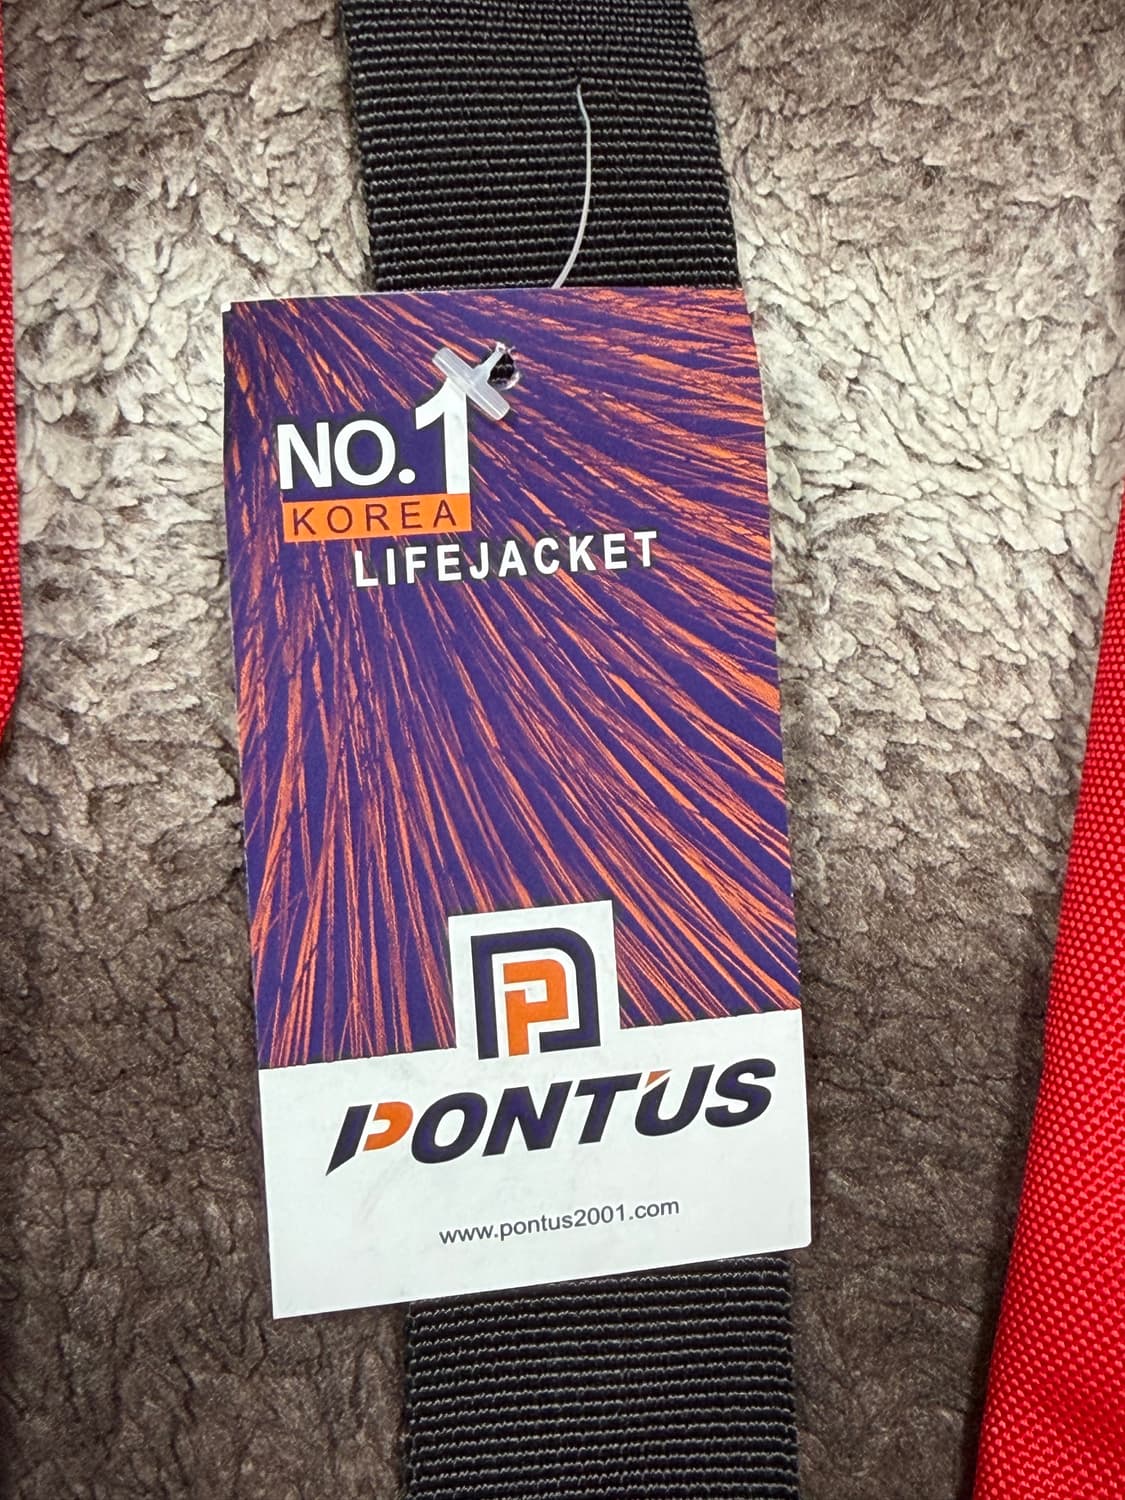 NO.1
KOREA
LIFEJACKET
P
PONTUS
www.pontus2001.com